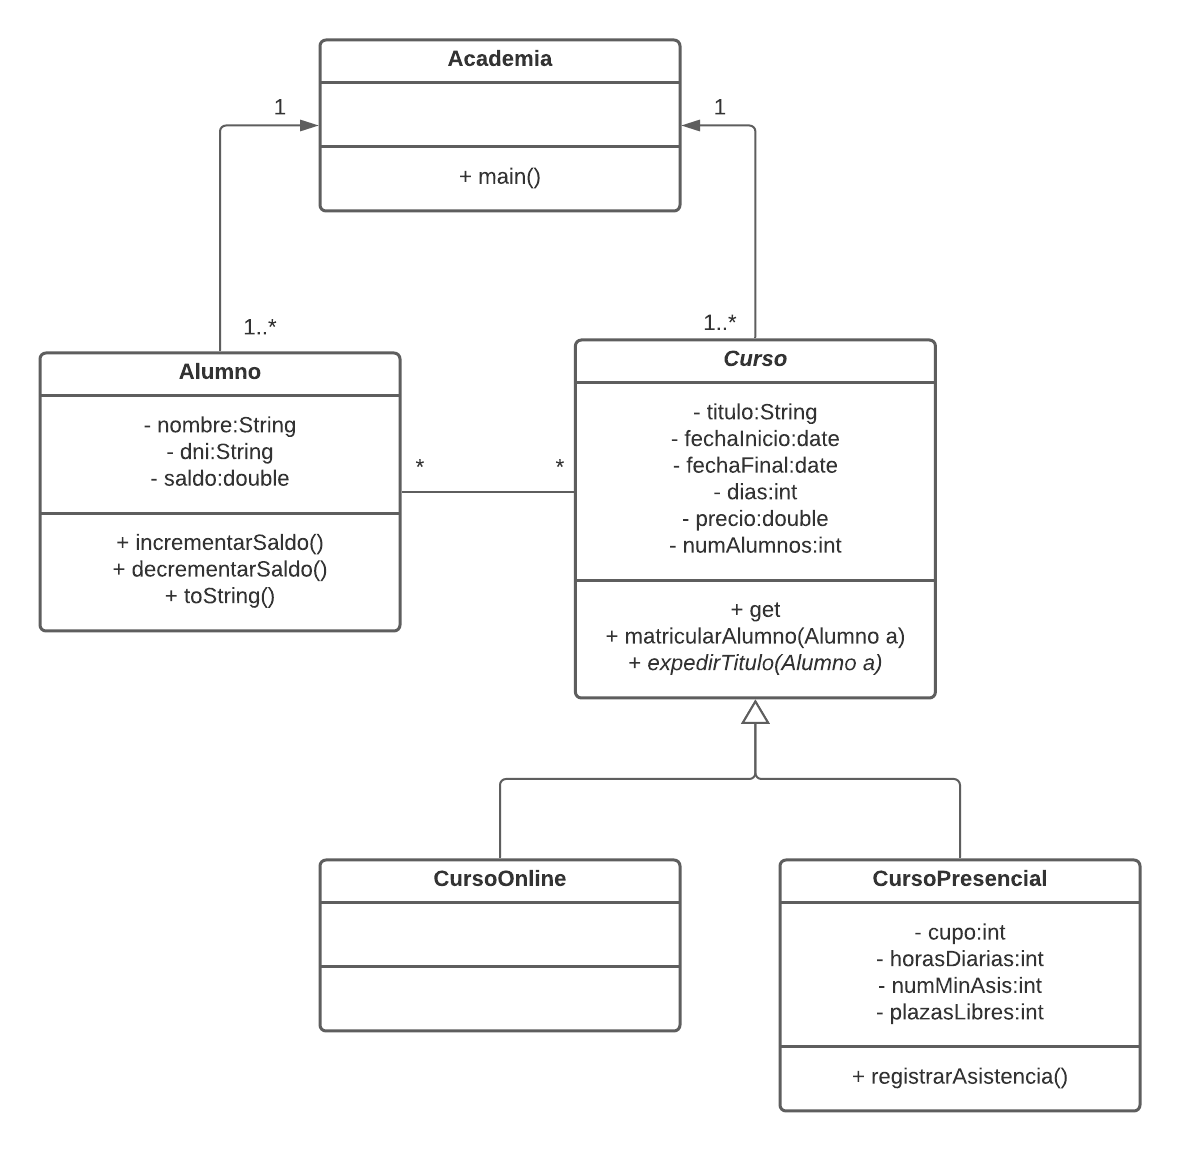 Academia
+ main()
1
1
1..*
1..*
Alumno
- nombre:String
- dni:String
- saldo:double
+ incrementarSaldo()
+ decrementarSaldo()
+ toString()
*
*
Curso
- titulo:String
- fechaInicio:date
- fechaFinal:date
- dias:int
- precio:double
- numAlumnos:int
+ get
+ matricularAlumno(Alumno a)
+ expedirTitulo(Alumno a)
CursoOnline
CursoPresencial
- cupo:int
- horasDiarias:int
- numMinAsis:int
- plazasLibres:int
+ registrarAsistencia()